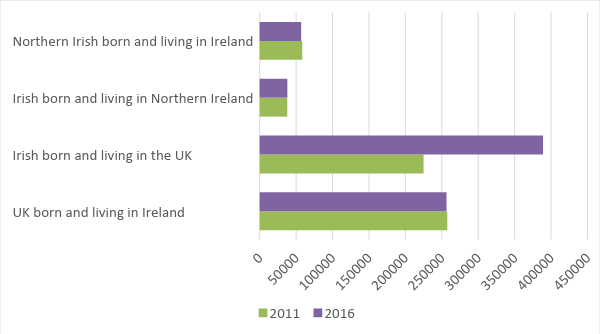 Northern Irish born and living in Ireland
Irish born and living in Northern Ireland
Irish born and living in the UK
UK born and living in Ireland
0
50000
100000
150000
200000
250000
300000
350000
400000
450000
2011 2016